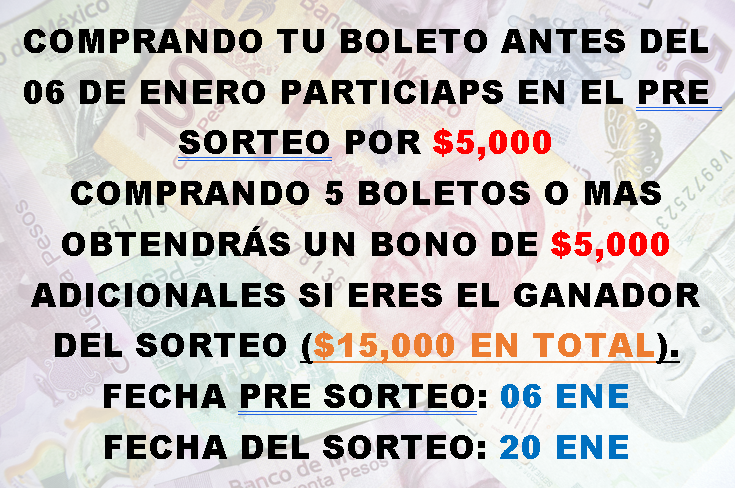 COMPRANDO TU BOLETO ANTES DEL
06 DE ENERO PARTICIAPS EN EL PRE
SORTEO POR $5,000
COMPRANDO 5 BOLETOS O MAS
OBTENDRÁS UN BONO DE $5,000
ADICIONALES SI ERES EL GANADOR
DEL SORTEO ($15,000 EN TOTAL).
FECHA PRE SORTEO: 06 ENE
FECHA DEL SORTEO: 20 ENE